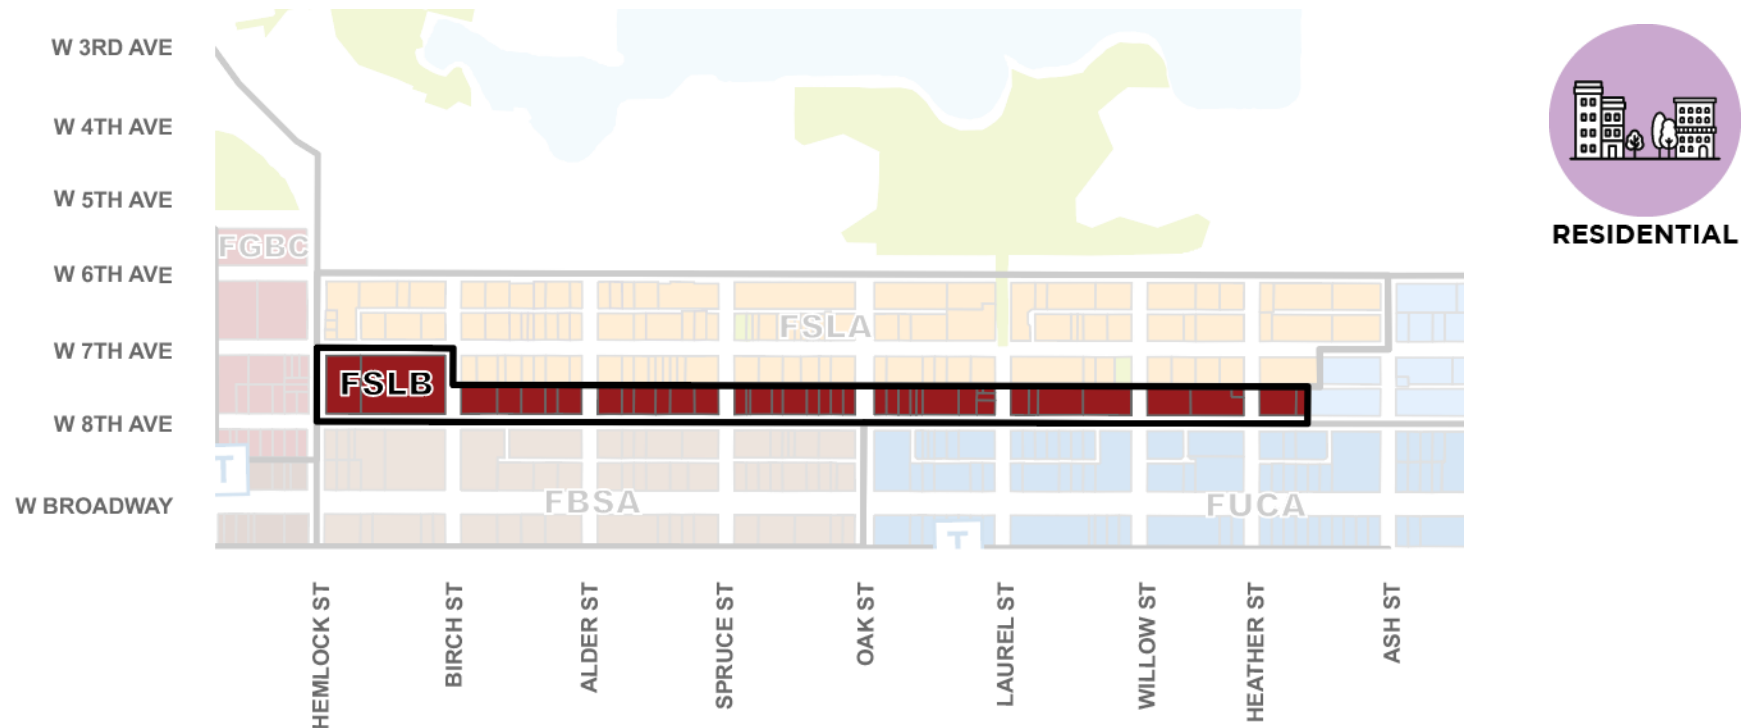 W 3RD AVE
W 4TH AVE
W 5TH AVE
RESIDENTIAL
FGBC
W 6TH AVE
FSLA
W 7TH AVE
FSLB
W 8TH AVE
T
FBSA
FUCA
W BROADWAY
T
HEMLOCK ST
BIRCH ST
ALDER ST
SPRUCE ST
OAK ST
LAUREL ST
WILLOW ST
HEATHER ST
ASH ST